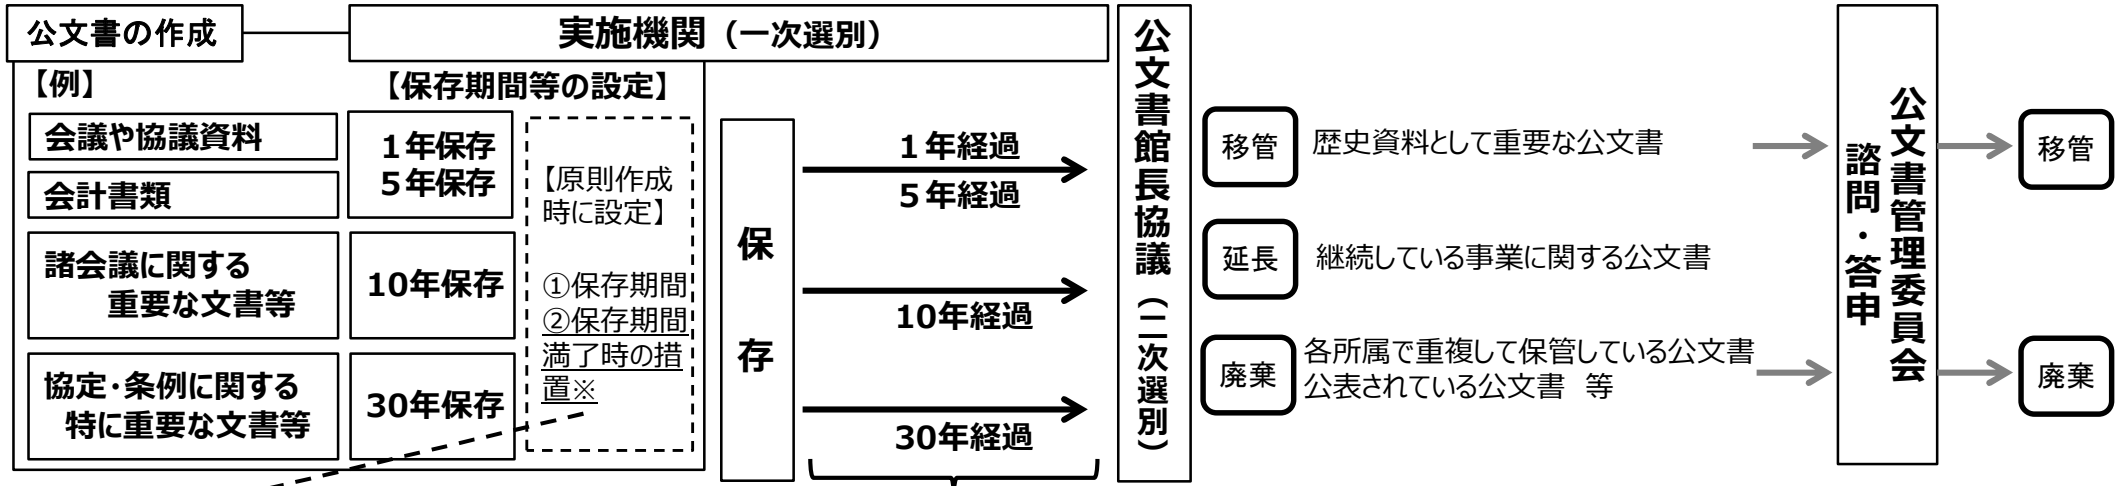 公文書の作成
実施機関（一次選別）
【例】
【保存期間等の設定】
会議や協議資料
会計書類
１年保存
５年保存
諸会議に関する
重要な文書等
10年保存
協定・条例に関する
特に重要な文書等
30年保存
【原則作成
時に設定】
①保存期間
②保存期間
満了時の措
置※
保存
１年経過
５年経過
10年経過
30年経過
公文書館長協議（二次選別）
移管
歴史資料として重要な公文書
延長
継続している事業に関する公文書
廃棄
各所属で重複して保管している公文書
公表されている公文書　等
公文書管理委員会
諮問・答申
移管
廃棄